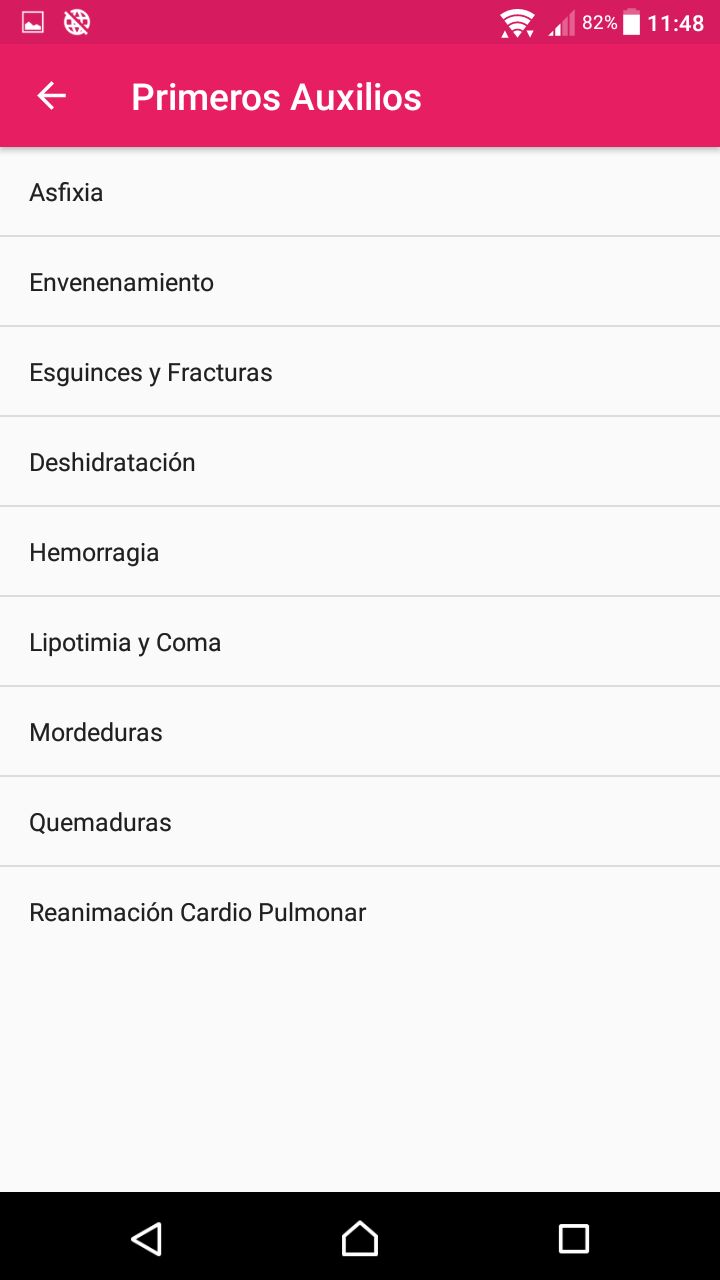 82% 11:48
Primeros Auxilios
Asfixia
Envenenamiento
Esguinces y Fracturas
Deshidratación
Hemorragia
Lipotimia y Coma
Mordeduras
Quemaduras
Reanimación Cardio Pulmonar